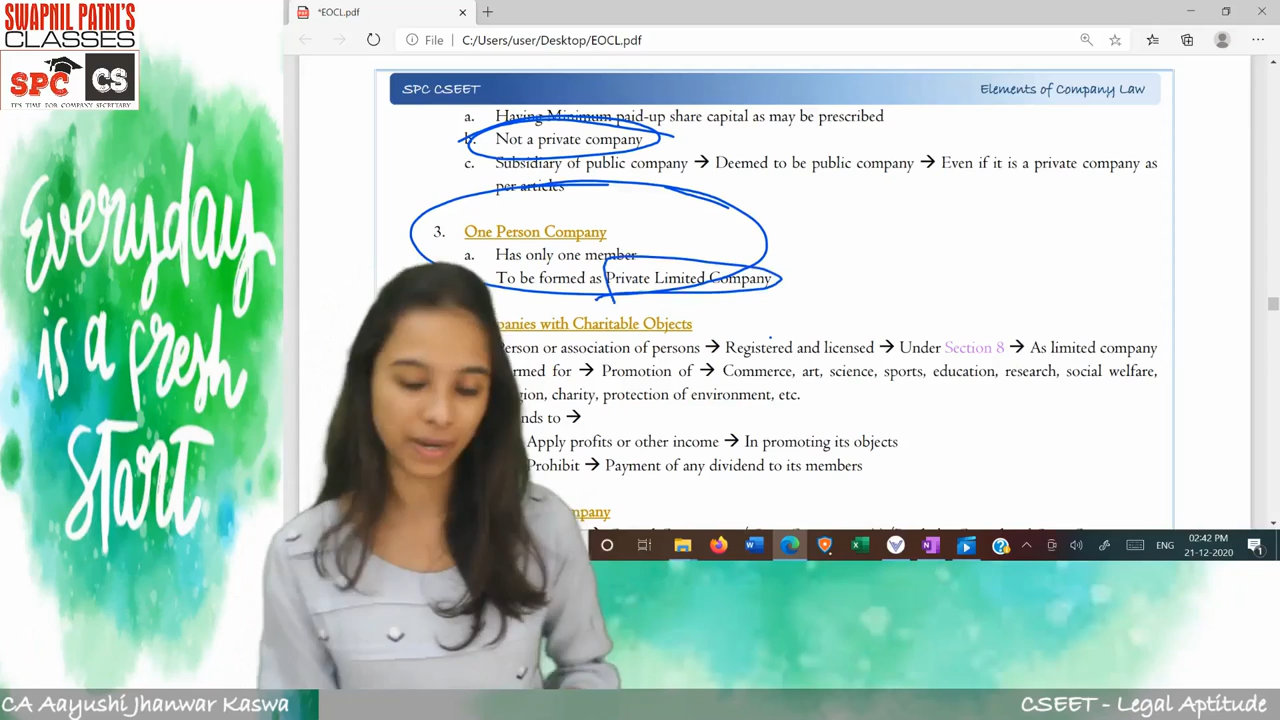 SWAPNIL PATNI'S
CLASSES
SPC CS
IT'S TIME FOR COMPANY SECRETARY
*EOCL.pdf
File C:/Users/user/Desktop/EOCL.pdf
SPC CSEET Elements of Company Law
a. Having Minimum paid-up share capital as may be prescribed
b. Not a private company
c. Subsidiary of public company → Deemed to be public company → Even if it is a private company as
per articles
3. One Person Company
a. Has only one member
To be formed as Private Limited Company
with Charitable Objects
Person or association of persons → Registered and licensed → Under Section 8 → As limited company
for → Promotion of → Commerce, art, science, sports, education, research, social welfare,
charity, protection of environment, etc.
to →
Apply profits or other income → In promoting its objects
Prohibit → Payment of any dividend to its members
Everyday
is a fresh
start
ENG
02:42 PM
21-12-2020
CA Aayushi Jhanwar Kaswa
CSEET - Legal Aptitude